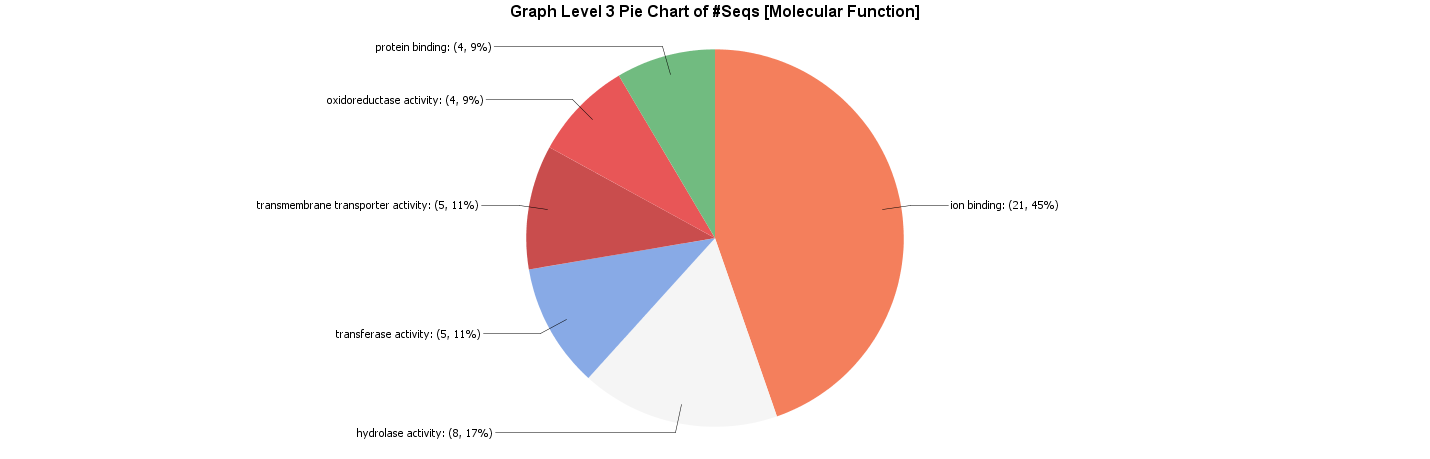 Graph Level 3 Pie Chart of #Seqs [Molecular Function]
protein binding: (4, 9%)
oxidoreductase activity: (4, 9%)
transmembrane transporter activity: (5, 11%)
ion binding: (21, 45%)
transferase activity: (5, 11%)
hydrolase activity: (8, 17%)